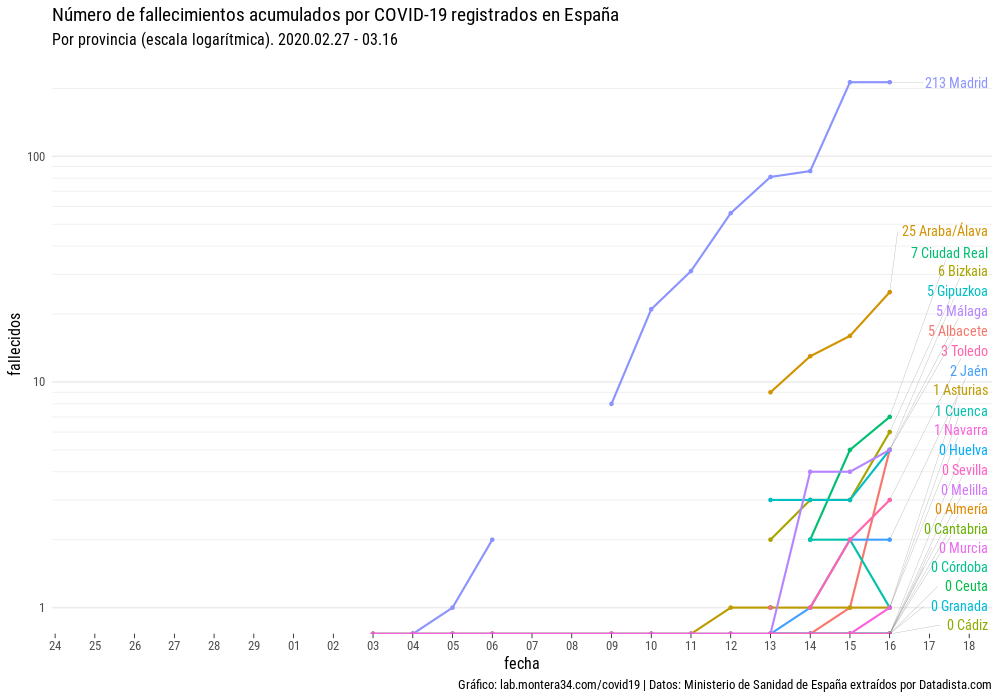 Número de fallecimientos acumulados por COVID-19 registrados en España
Por provincia (escala logarítmica). 2020.02.27 - 03.16
213 Madrid
100
25 Araba/Álava
7 Ciudad Real
6 Bizkaia
5 Gipuzkoa
5 Málaga
5 Albacete
3 Toledo
2 Jaén
10
1 Asturias
1 Cuenca
1 Navarra
0 Huelva
0 Sevilla
0 Melilla
0 Almería
0 Cantabria
0 Murcia
0 Córdoba
0 Ceuta
1
0 Granada
0 Cádiz
fallecidos
24 25 26 27 28 29 01 02 03 04 05 06 07 08 09 10 11 12 13 14 15 16 17 18
fecha
Gráfico: lab.montera34.com/covid19 | Datos: Ministerio de Sanidad de España extraídos por Datadista.com